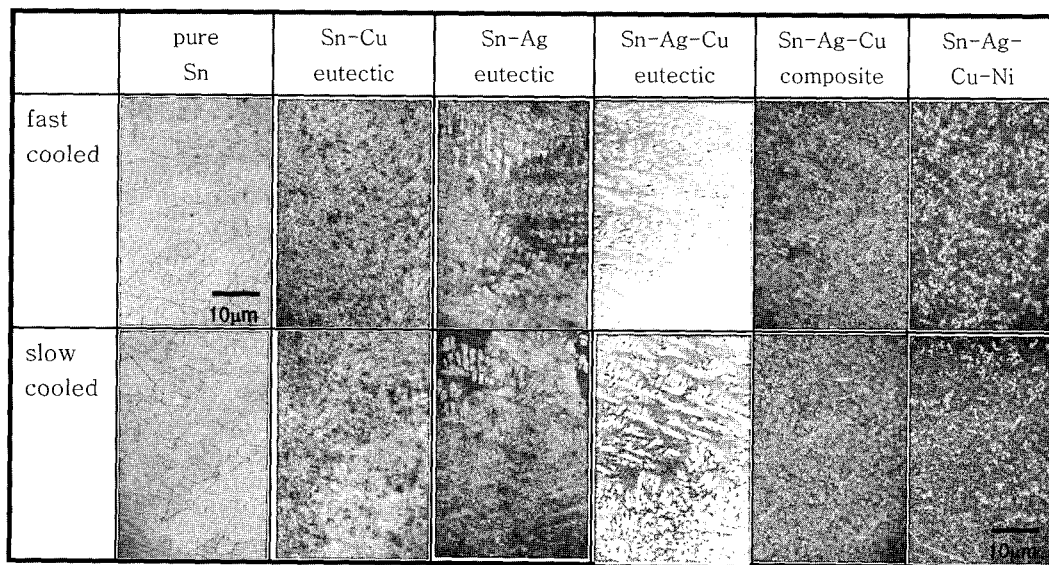 pure
Sn
Sn-Cu
eutectic
Sn-Ag
eutectic
Sn-Ag-Cu
eutectic
Sn-Ag-Cu
composite
Sn-Ag-
Cu-Ni
fast
cooled
10μm
slow
cooled
10μm